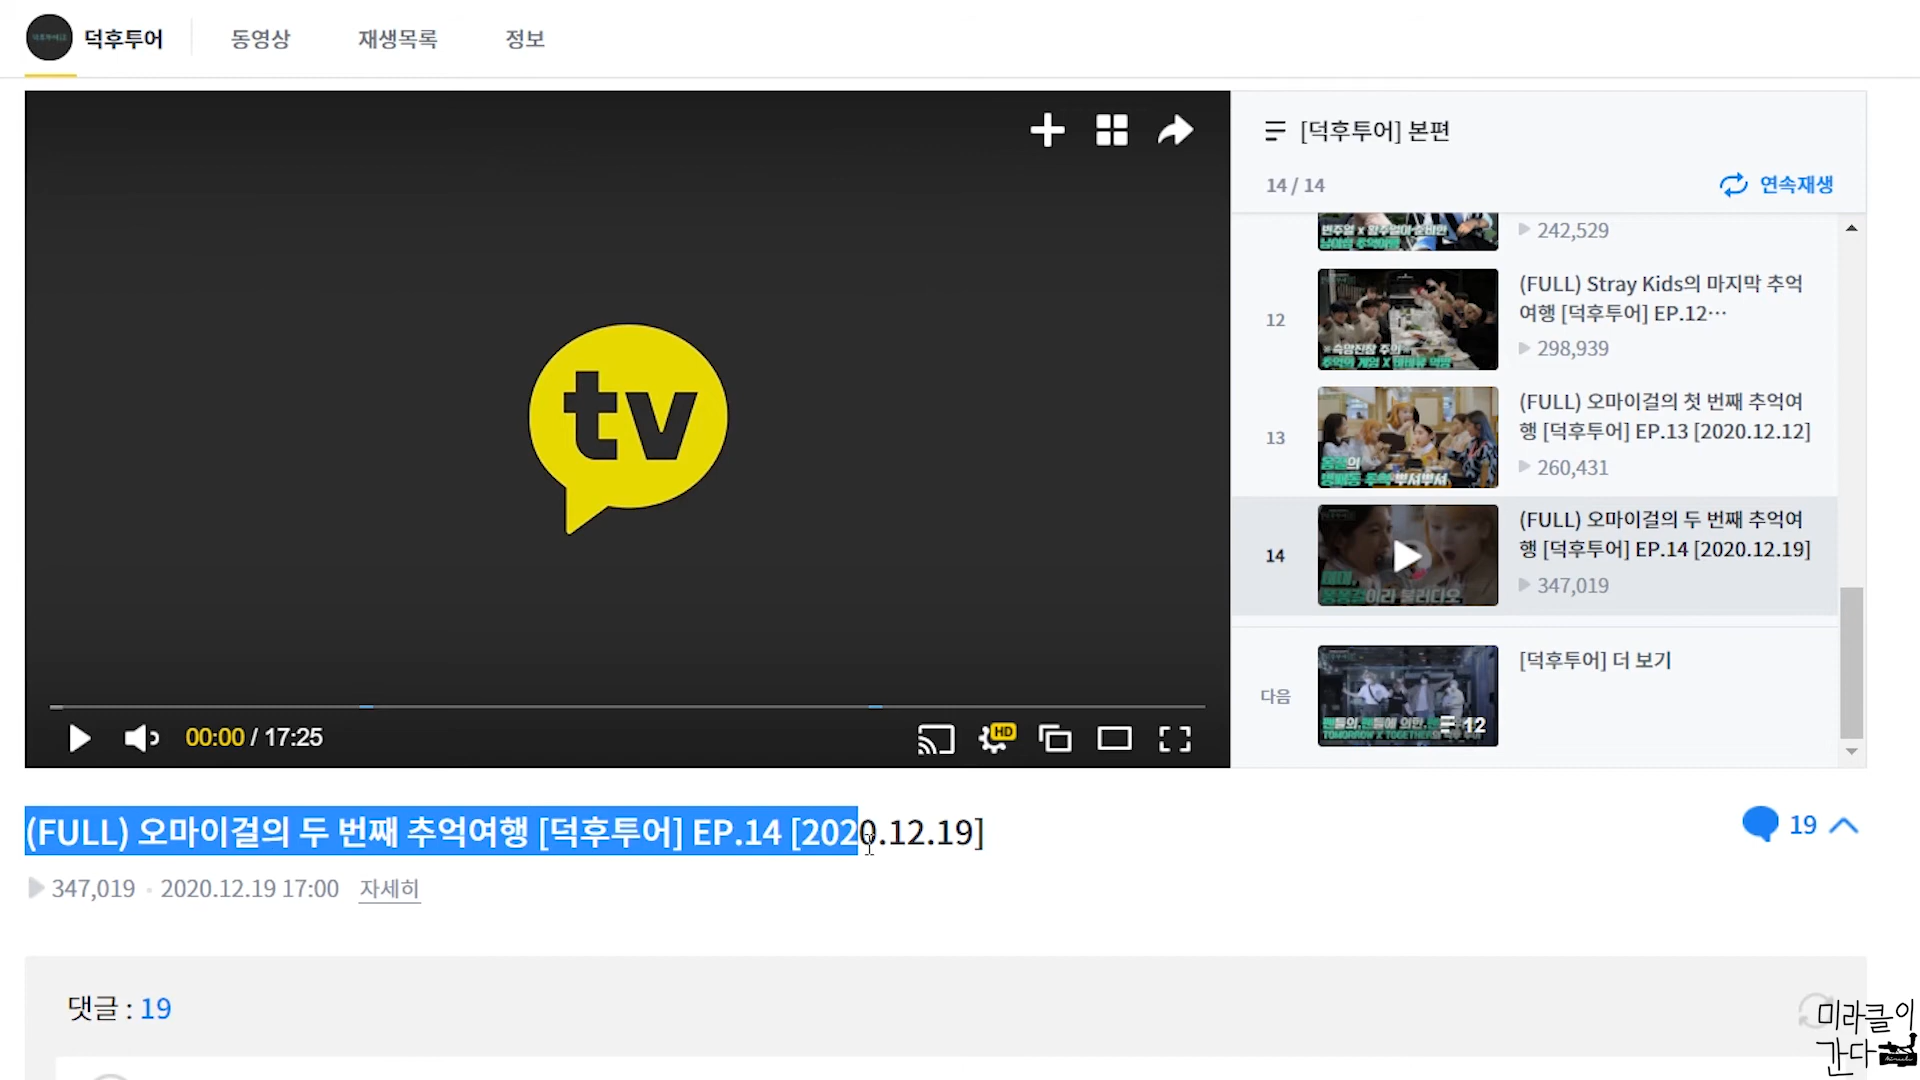 덕후투어
동영상
재생목록
정보
[덕후투어] 본편
14 / 14
연속재생
242,529
12
(FULL) Stray Kids의 마지막 추억
여행 [덕후투어] EP.12…
298,939
13
(FULL) 오마이걸의 첫 번째 추억여
행 [덕후투어] EP.13 [2020.12.12]
260,431
14
(FULL) 오마이걸의 두 번째 추억여
행 [덕후투어] EP.14 [2020.12.19]
347,019
다음
12
[덕후투어] 더 보기
tv
00:00 / 17:25
HD
(FULL) 오마이걸의 두 번째 추억여행 [덕후투어] EP.14 [2020.12.19]
19
347,019
2020.12.19 17:00
자세히
댓글 : 19
미라클이
간다